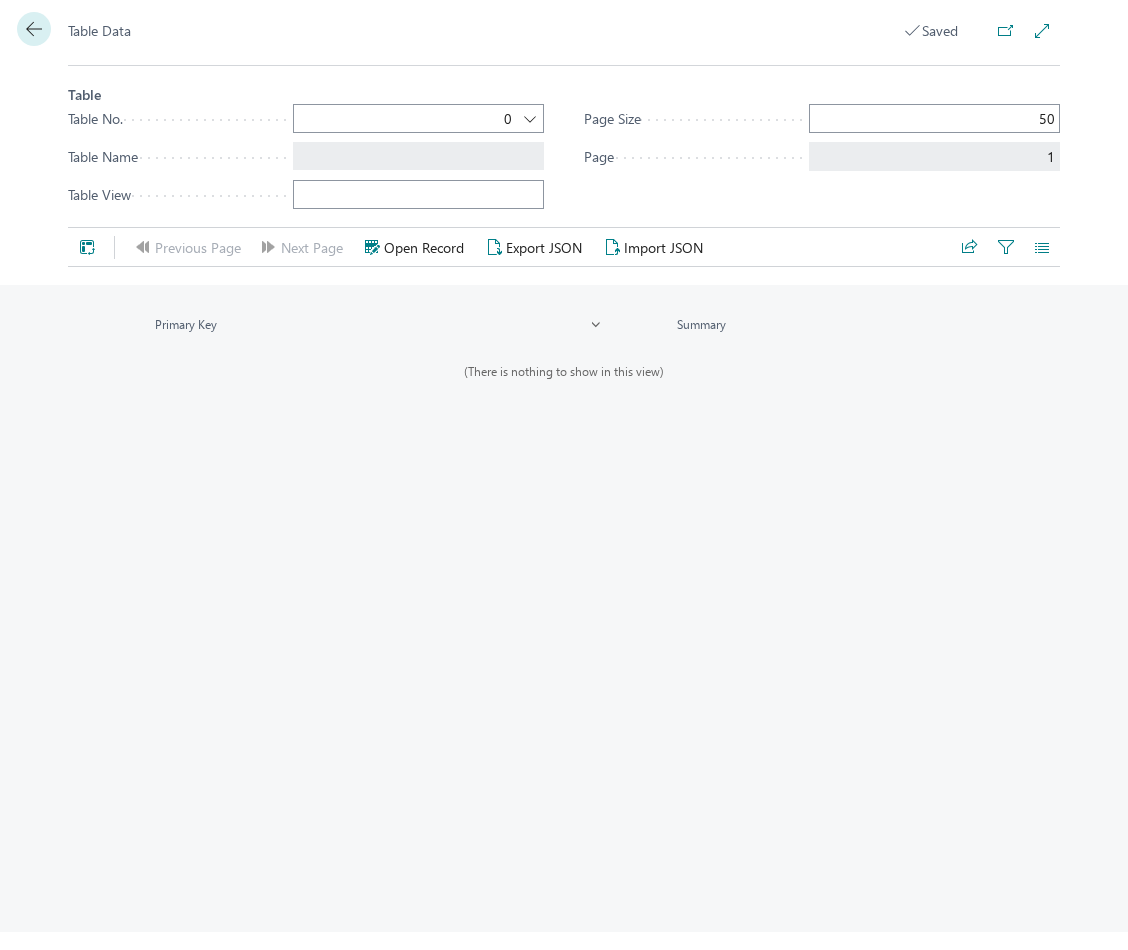 Table Data
Saved
Table
Table No. 0
Page Size 50
Table Name
Page 1
Table View
Previous Page Next Page Open Record Export JSON Import JSON
Primary Key Summary
(There is nothing to show in this view)